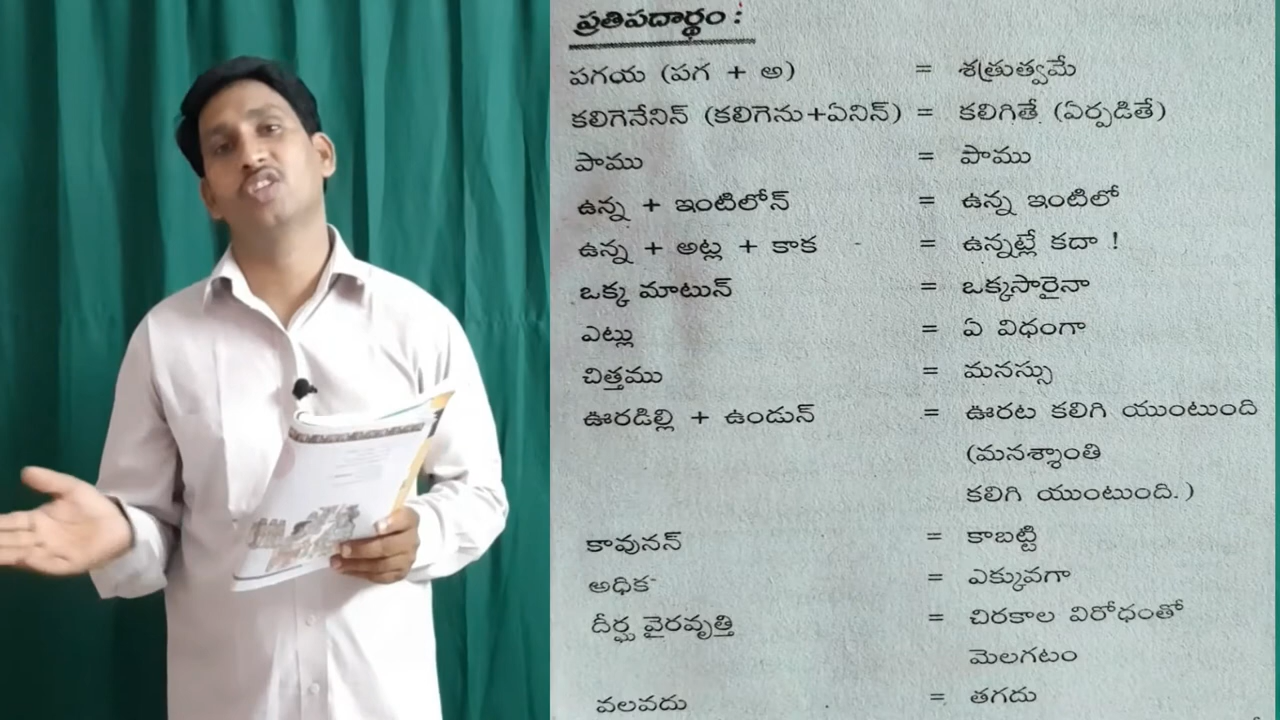 ప్రతిపదార్థం :
పగయ (పగ + అ) = శత్రుత్వమే
కలిగెనేనిన్ (కలిగెను+ఏనిన్) = కలిగితే (ఏర్పడితే)
పాము = పాము
ఉన్న + ఇంటిలోన్ = ఉన్న ఇంటిలో
ఉన్న + అట్ల + కాక - = ఉన్నట్లే కదా !
ఒక్క మాటున్ = ఒక్కసారైనా
ఎట్లు = ఏ విధంగా
చిత్తము = మనస్సు
ఊరడిల్లి + ఉండున్ = ఊరట కలిగి యుంటుంది
(మనశ్శాంతి
కలిగి యుంటుంది.)
కావునన్ = కాబట్టి
అధిక = ఎక్కువగా
దీర్ఘ వైరవృత్తి = చిరకాల విరోధంతో
మెలగటం
వలవదు = తగదు